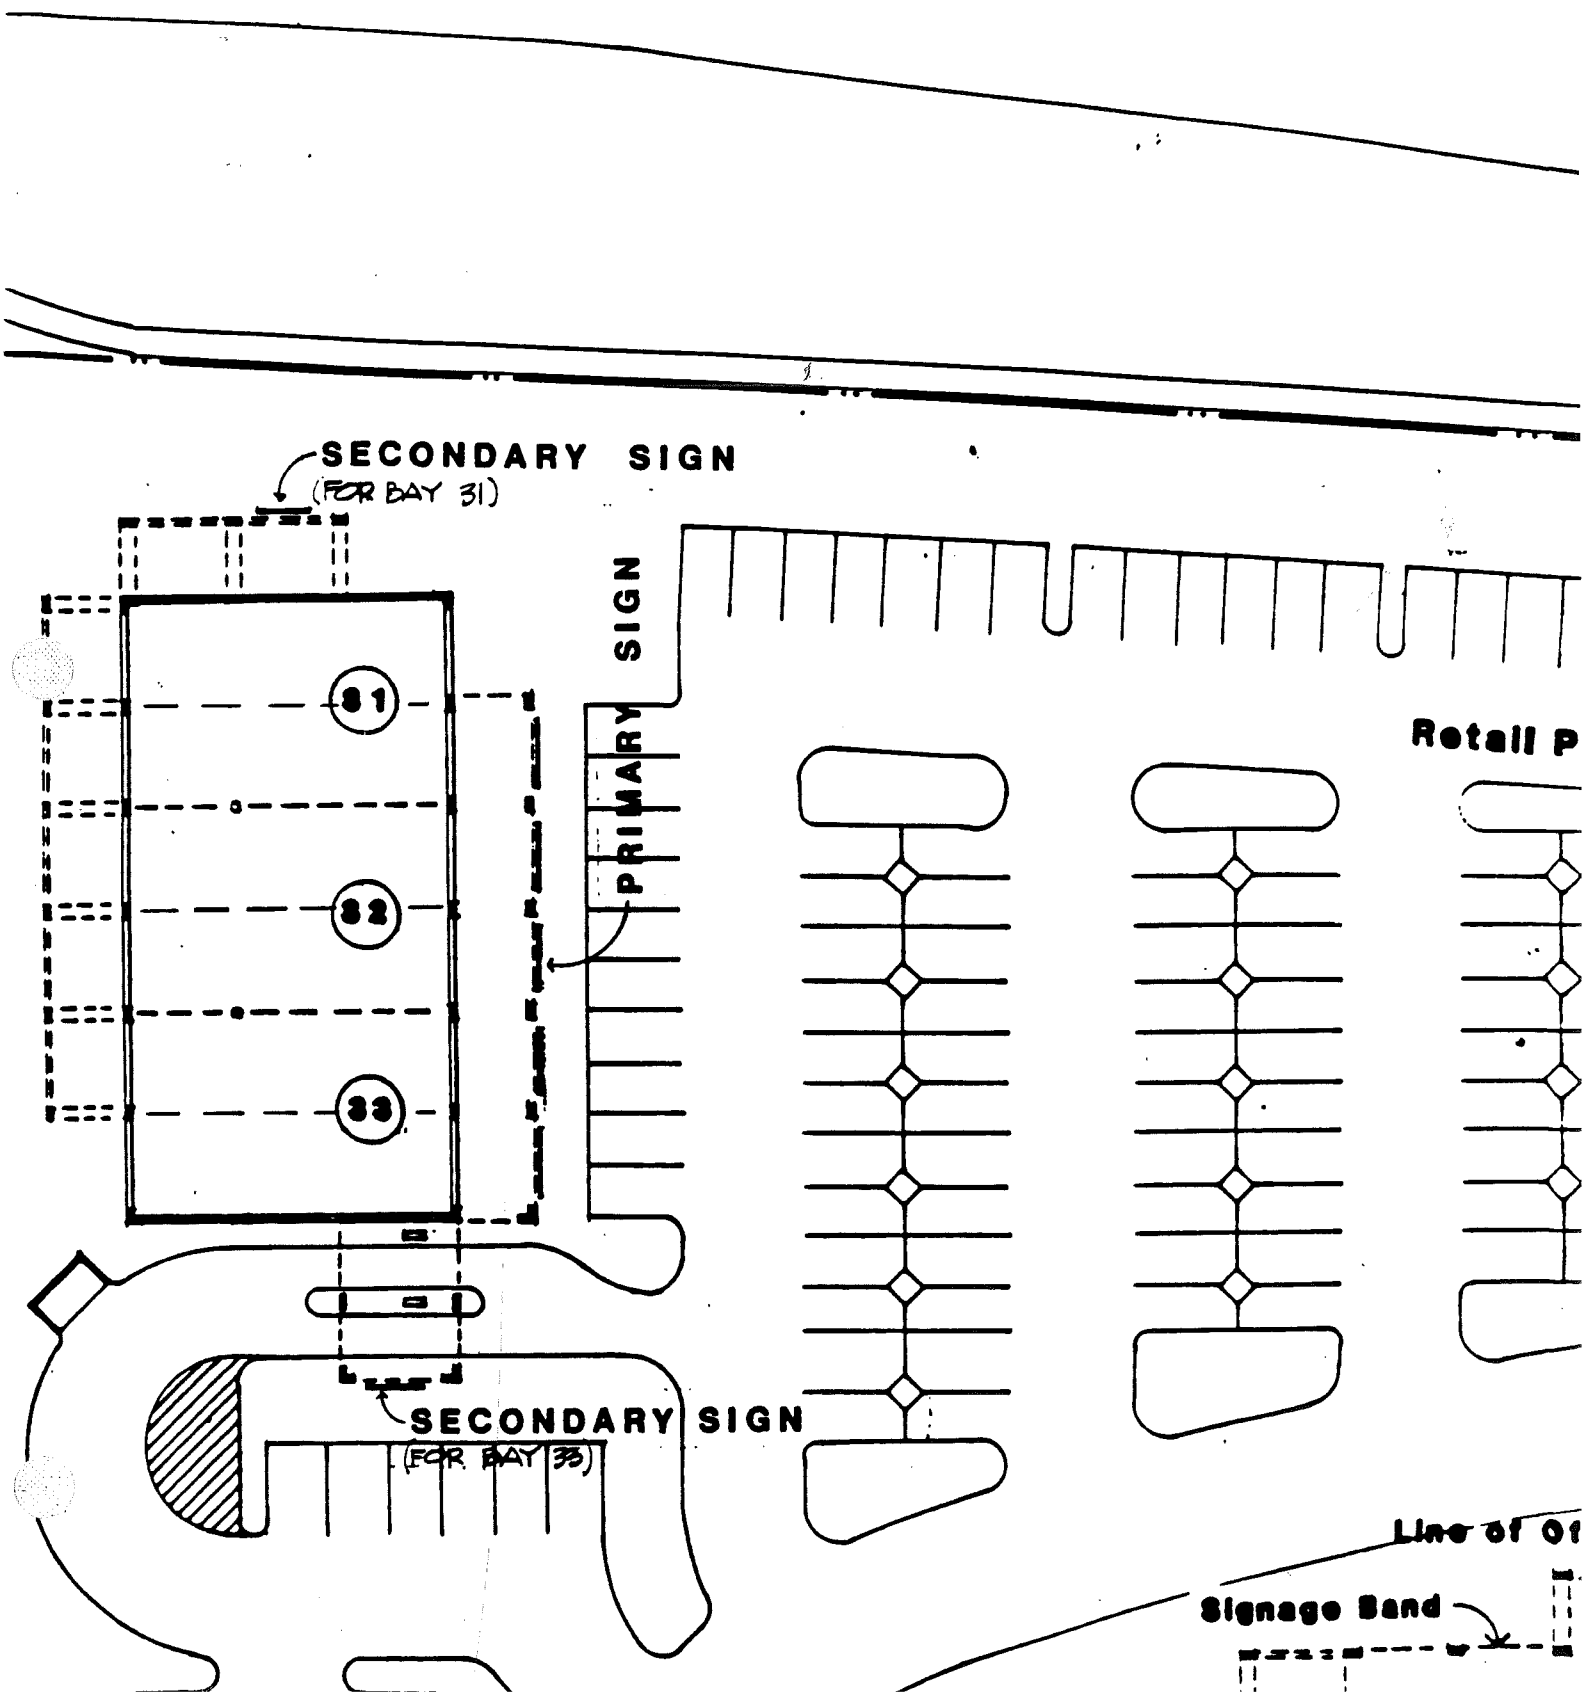 SECONDARY SIGN
(FOR BAY 31)
PRIMARY SIGN
31
32
33
Retail P
SECONDARY SIGN
(FOR BAY 33)
Line of Of
Signage Band